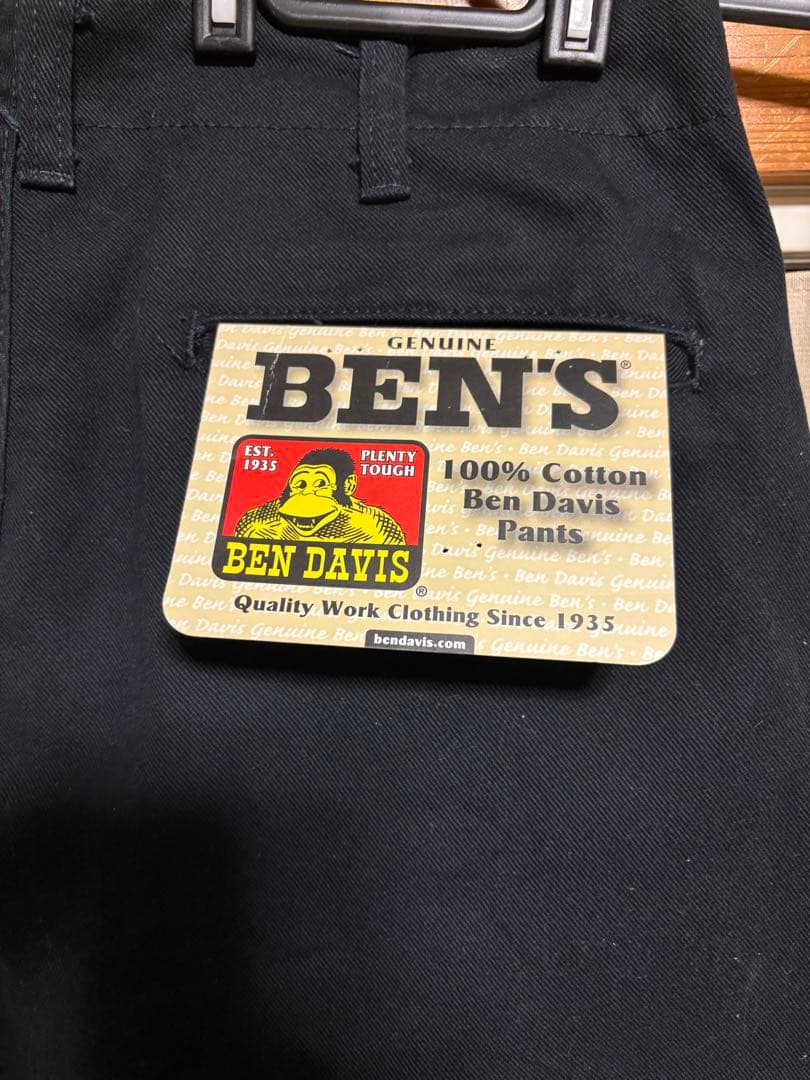 GENUINE
BEN'S®
EST.
1935
PLENTY
TOUGH
BEN DAVIS
®
100% Cotton
Ben Davis
Pants
Quality Work Clothing Since 1935
bendavis.com